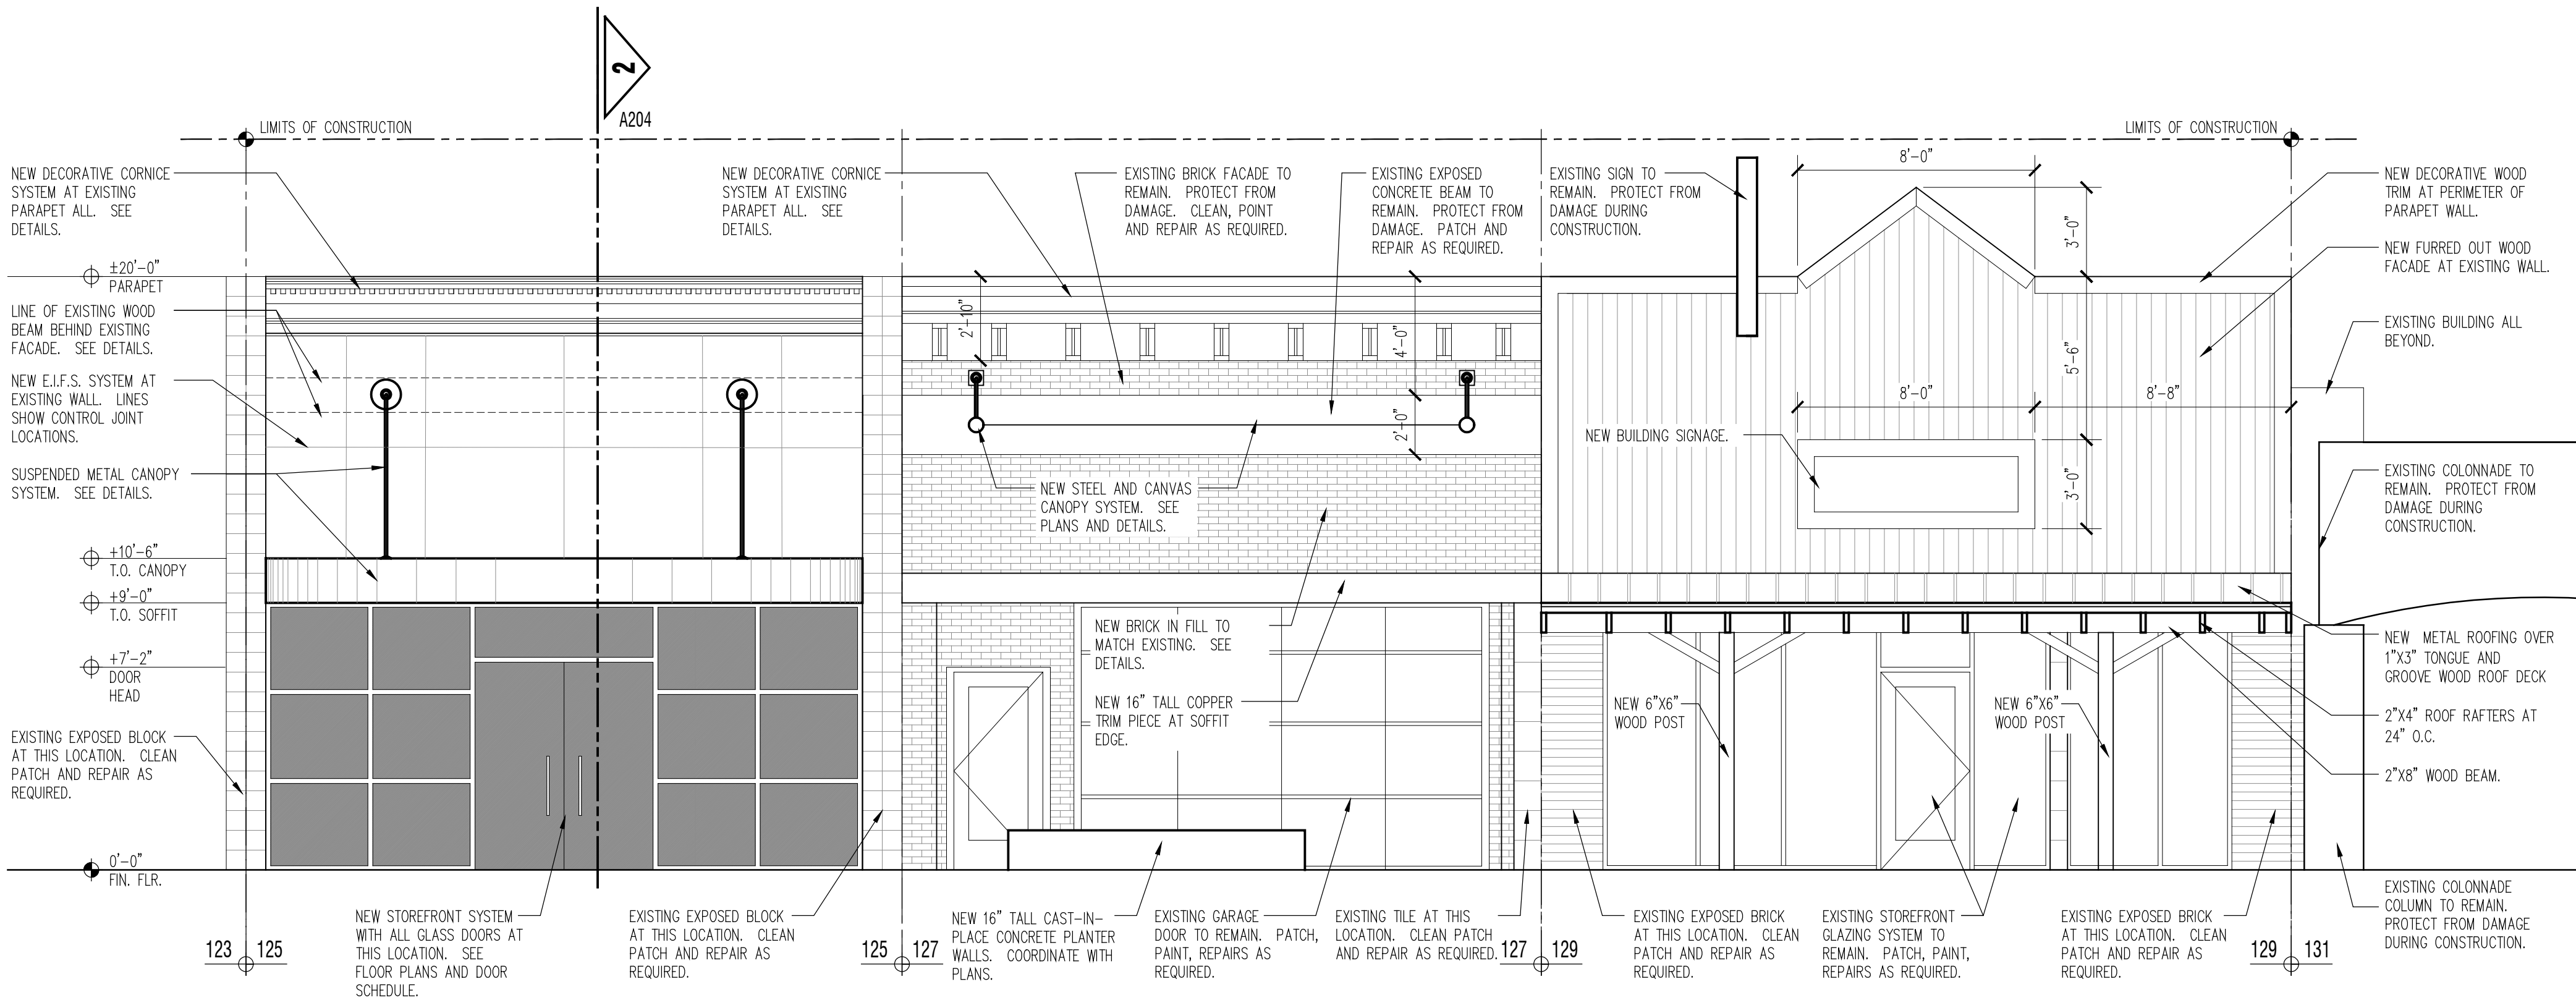 2
A204
LIMITS OF CONSTRUCTION
LIMITS OF CONSTRUCTION
NEW DECORATIVE CORNICE
SYSTEM AT EXISTING
PARAPET ALL. SEE
DETAILS.
NEW DECORATIVE CORNICE
SYSTEM AT EXISTING
PARAPET ALL. SEE
DETAILS.
EXISTING BRICK FACADE TO
REMAIN. PROTECT FROM
DAMAGE. CLEAN, POINT
AND REPAIR AS REQUIRED.
EXISTING EXPOSED
CONCRETE BEAM TO
REMAIN. PROTECT FROM
DAMAGE. PATCH AND
REPAIR AS REQUIRED.
EXISTING SIGN TO
REMAIN. PROTECT FROM
DAMAGE DURING
CONSTRUCTION.
8'-0"
3'-0"
NEW DECORATIVE WOOD
TRIM AT PERIMETER OF
PARAPET WALL.
NEW FURRED OUT WOOD
FACADE AT EXISTING WALL.
EXISTING BUILDING ALL
BEYOND.
±20'-0"
PARAPET
LINE OF EXISTING WOOD
BEAM BEHIND EXISTING
FACADE. SEE DETAILS.
NEW E.I.F.S. SYSTEM AT
EXISTING WALL. LINES
SHOW CONTROL JOINT
LOCATIONS.
SUSPENDED METAL CANOPY
SYSTEM. SEE DETAILS.
2'-10"
4'-0"
2'-0"
5'-6"
8'-0"
8'-8"
3'-0"
NEW BUILDING SIGNAGE.
NEW STEEL AND CANVAS
CANOPY SYSTEM. SEE
PLANS AND DETAILS.
EXISTING COLONNADE TO
REMAIN. PROTECT FROM
DAMAGE DURING
CONSTRUCTION.
+10'-6"
T.O. CANOPY
+9'-0"
T.O. SOFFIT
+7'-2"
DOOR
HEAD
EXISTING EXPOSED BLOCK
AT THIS LOCATION. CLEAN
PATCH AND REPAIR AS
REQUIRED.
0'-0"
FIN. FLR.
NEW BRICK IN FILL TO
MATCH EXISTING. SEE
DETAILS.
NEW 16" TALL COPPER
TRIM PIECE AT SOFFIT
EDGE.
NEW 6"X6"
WOOD POST
NEW 6"X6"
WOOD POST
NEW METAL ROOFING OVER
1"X3" TONGUE AND
GROOVE WOOD ROOF DECK
2"X4" ROOF RAFTERS AT
24" O.C.
2"X8" WOOD BEAM.
NEW STOREFRONT SYSTEM
WITH ALL GLASS DOORS AT
THIS LOCATION. SEE
FLOOR PLANS AND DOOR
SCHEDULE.
EXISTING EXPOSED BLOCK
AT THIS LOCATION. CLEAN
PATCH AND REPAIR AS
REQUIRED.
NEW 16" TALL CAST-IN-
PLACE CONCRETE PLANTER
WALLS. COORDINATE WITH
PLANS.
EXISTING GARAGE
DOOR TO REMAIN. PATCH,
PAINT, REPAIRS AS
REQUIRED.
EXISTING TILE AT THIS
LOCATION. CLEAN PATCH
AND REPAIR AS REQUIRED.
EXISTING EXPOSED BRICK
AT THIS LOCATION. CLEAN
PATCH AND REPAIR AS
REQUIRED.
EXISTING STOREFRONT
GLAZING SYSTEM TO
REMAIN. PATCH, PAINT,
REPAIRS AS REQUIRED.
EXISTING EXPOSED BRICK
AT THIS LOCATION. CLEAN
PATCH AND REPAIR AS
REQUIRED.
EXISTING COLONNADE
COLUMN TO REMAIN.
PROTECT FROM DAMAGE
DURING CONSTRUCTION.
123 125
125 127
127 129
129 131